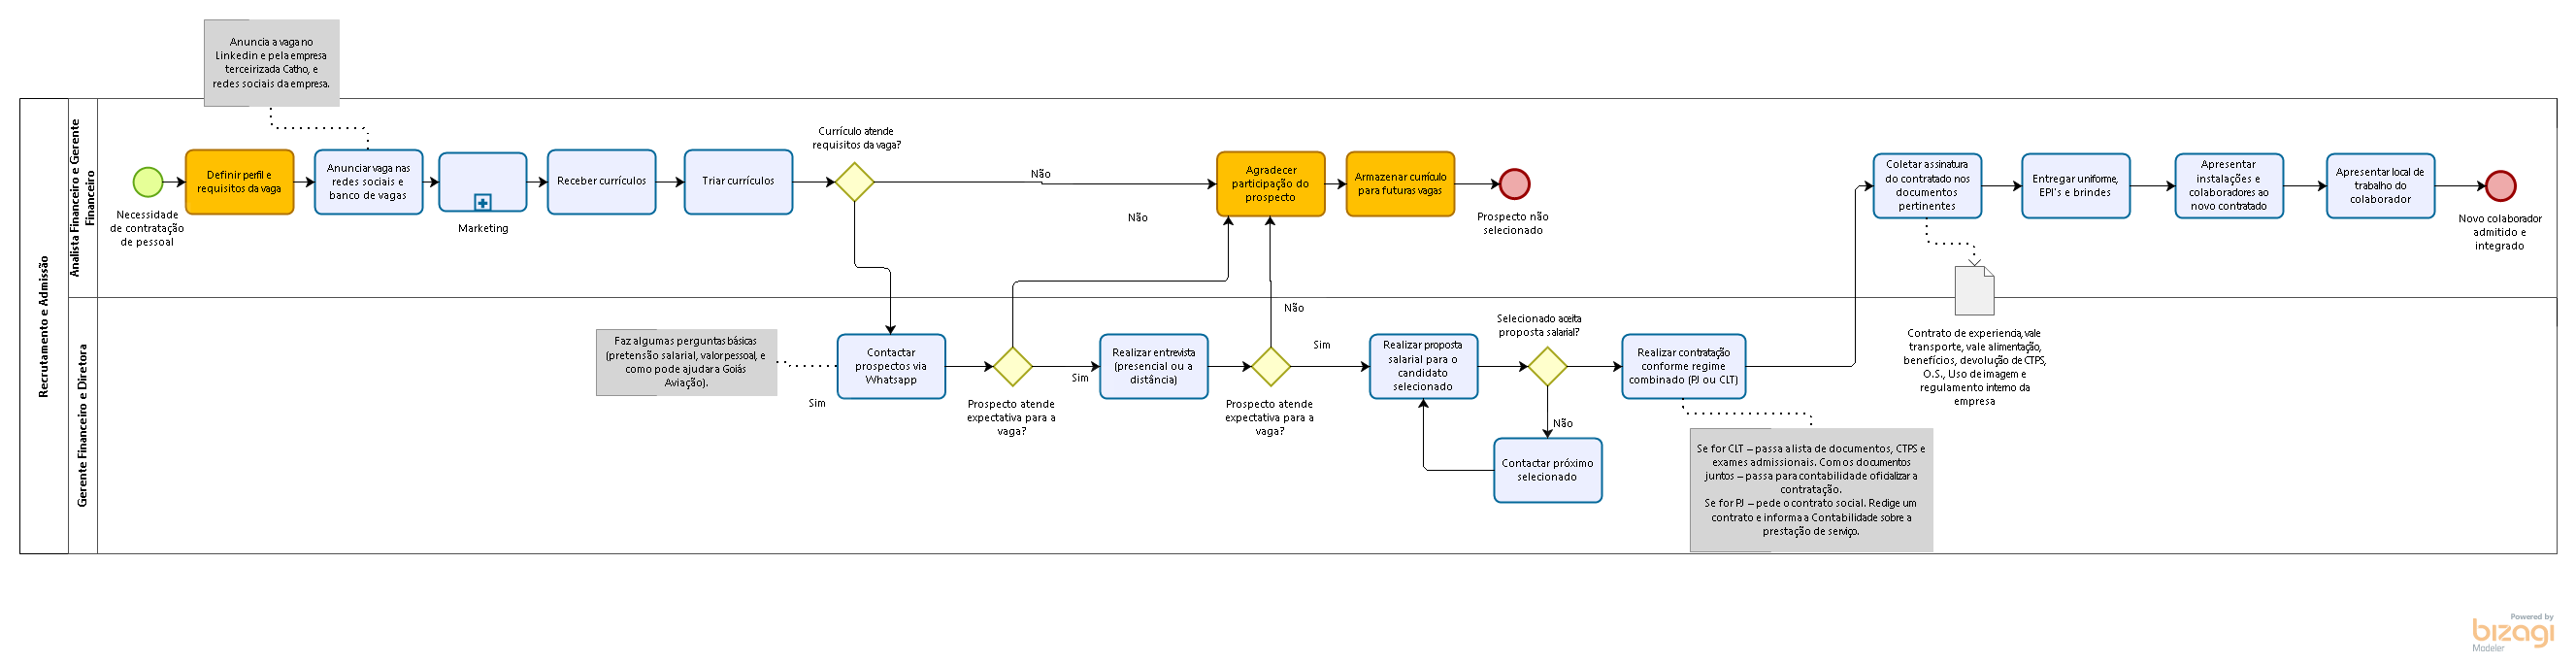 Anuncia a vaga no
Linkedin e pela empresa
terceirizada Catho, e
redes sociais da empresa.
Recrutamento e Admissão
Analista Financeiro e Gerente
Financeiro
Necessidade
de contratação
de pessoal
Definir perfil e
requisitos da vaga
Anunciar vaga nas
redes sociais e
banco de vagas
Marketing
Receber currículos
Triar currículos
Currículo atende
requisitos da vaga?
Não
Não
Agradecer
participação do
prospecto
Armazenar currículo
para futuras vagas
Prospecto não
selecionado
Coletar assinatura
do contratado nos
documentos
pertinentes
Entregar uniforme,
EPI's e brindes
Apresentar
instalações e
colaboradores ao
novo contratado
Apresentar local de
trabalho do
colaborador
Novo colaborador
admitido e
integrado
Gerente Financeiro e Diretora
Faz algumas perguntas básicas
(pretensão salarial, valor pessoal, e
como pode ajudar a Goiás
Aviação).
Sim
Contactar
prospectos via
Whatsapp
Prospecto atende
expectativa para a
vaga?
Sim
Realizar entrevista
(presencial ou a
distância)
Não
Prospecto atende
expectativa para a
vaga?
Sim
Realizar proposta
salarial para o
candidato
selecionado
Selecionado aceita
proposta salarial?
Não
Contactar próximo
selecionado
Realizar contratação
conforme regime
combinado (PJ ou CLT)
Se for CLT – passa a lista de documentos, CTPS e
exames admissionais. Com os documentos
juntos – passa para contabilidade oficializar a
contratação.
Se for PJ – pede o contrato social. Redige um
contrato e informa a Contabilidade sobre a
prestação de serviço.
Contrato de experiencia, vale
transporte, vale alimentação,
benefícios, devolução de CTPS,
O.S., Uso de imagem e
regulamento interno da
empresa
Powered by
bizagi
Modeler